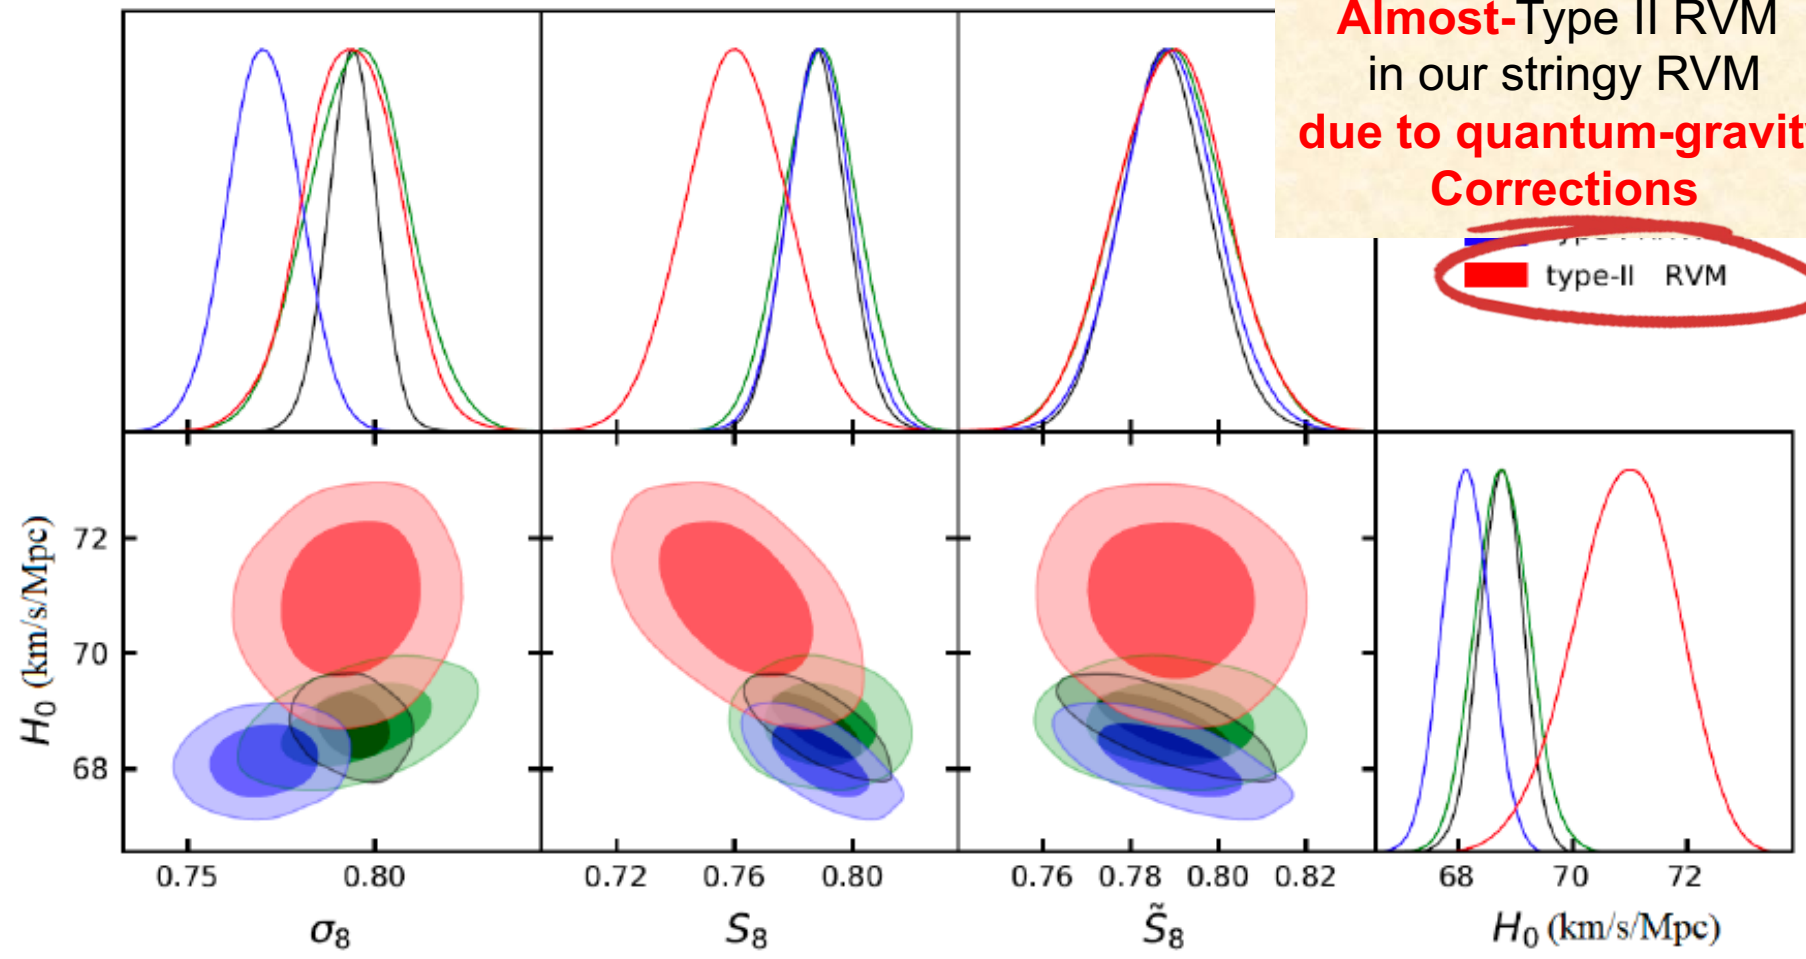 Almost-Type II RVM
in our stringy RVM
due to quantum-gravit
Corrections
type-II RVM
H₀ (km/s/Mpc)
72
70
68
0.75 0.80
0.72 0.76 0.80
0.76 0.78 0.80 0.82
68 70 72
σ₈
S₈
S̃₈
H₀ (km/s/Mpc)